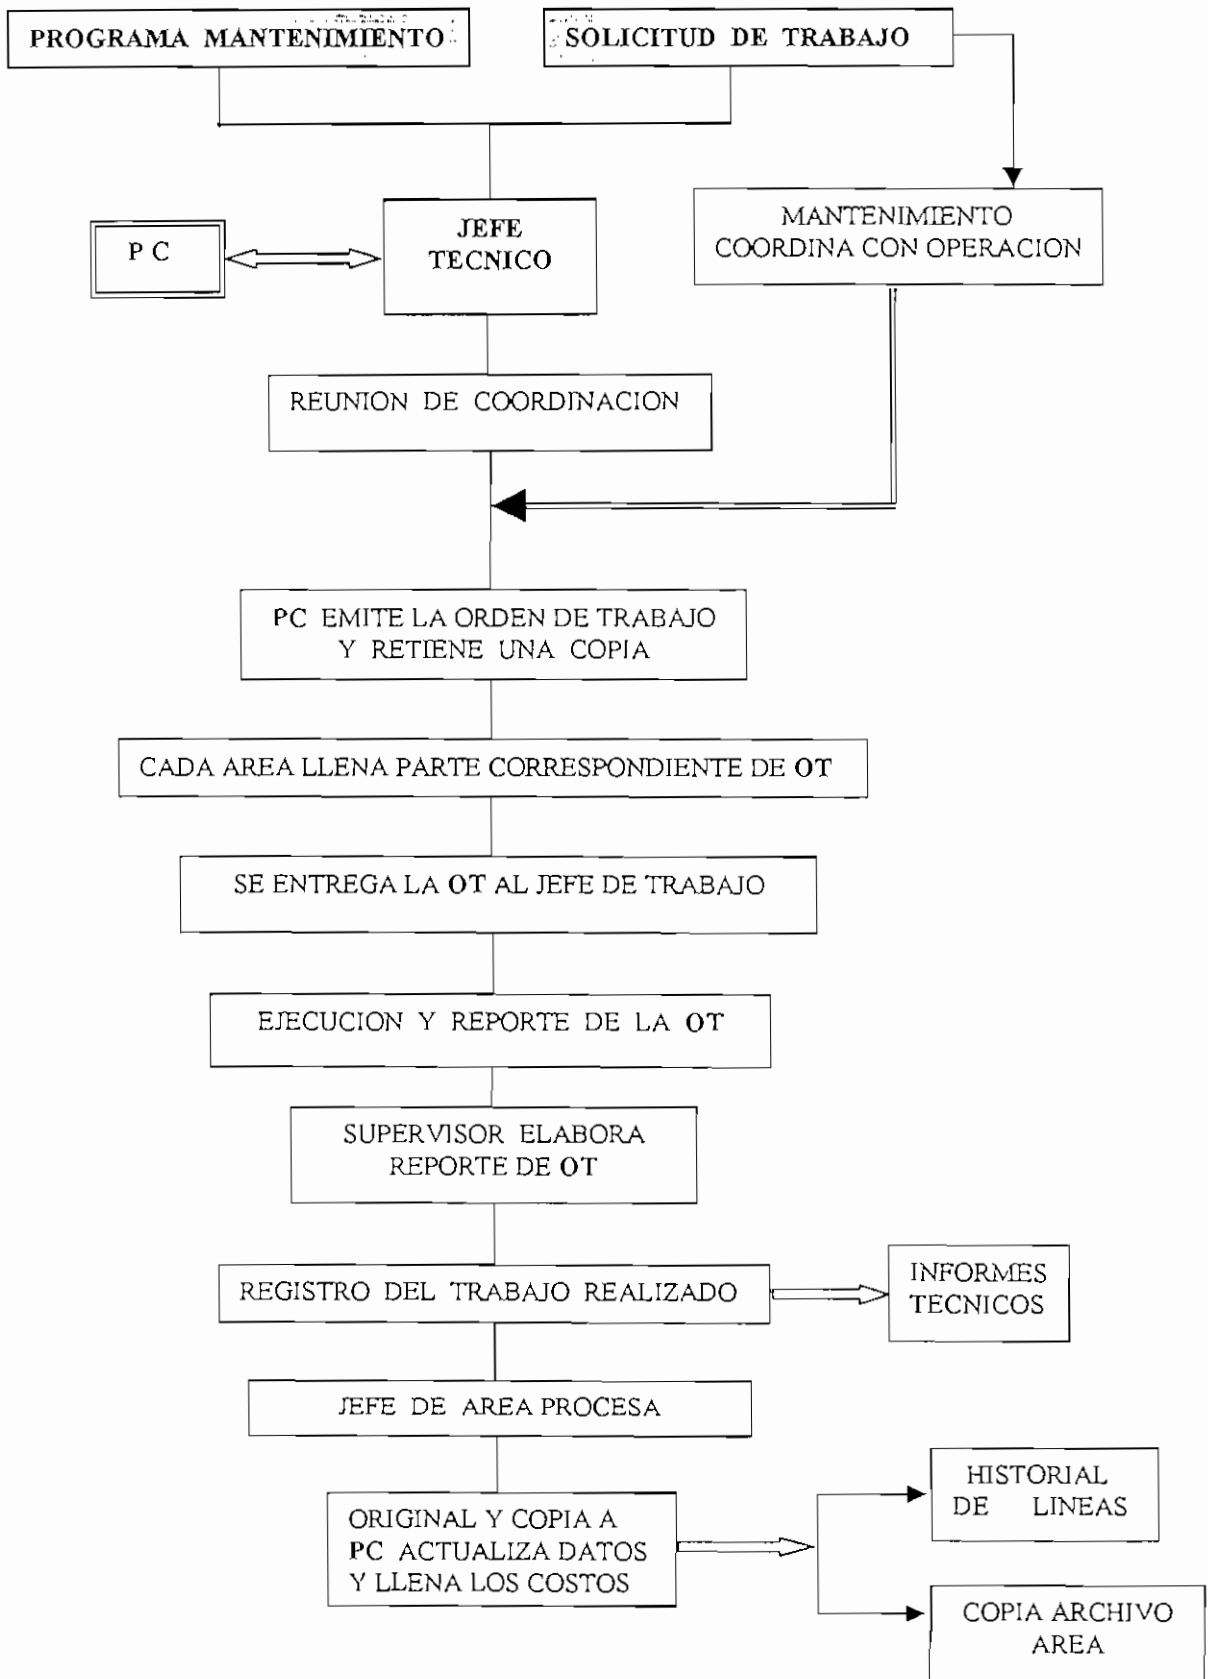 PROGRAMA MANTENIMIENTO
SOLICITUD DE TRABAJO
PC
JEFE
TECNICO
MANTENIMIENTO
COORDINA CON OPERACION
REUNION DE COORDINACION
PC EMITE LA ORDEN DE TRABAJO
Y RETIENE UNA COPIA
CADA AREA LLENA PARTE CORRESPONDIENTE DE OT
SE ENTREGA LA OT AL JEFE DE TRABAJO
EJECUCION Y REPORTE DE LA OT
SUPERVISOR ELABORA
REPORTE DE OT
REGISTRO DEL TRABAJO REALIZADO
INFORMES
TECNICOS
JEFE DE AREA PROCESA
ORIGINAL Y COPIA A
PC ACTUALIZA DATOS
Y LLENA LOS COSTOS
HISTORIAL
DE LINEAS
COPIA ARCHIVO
AREA